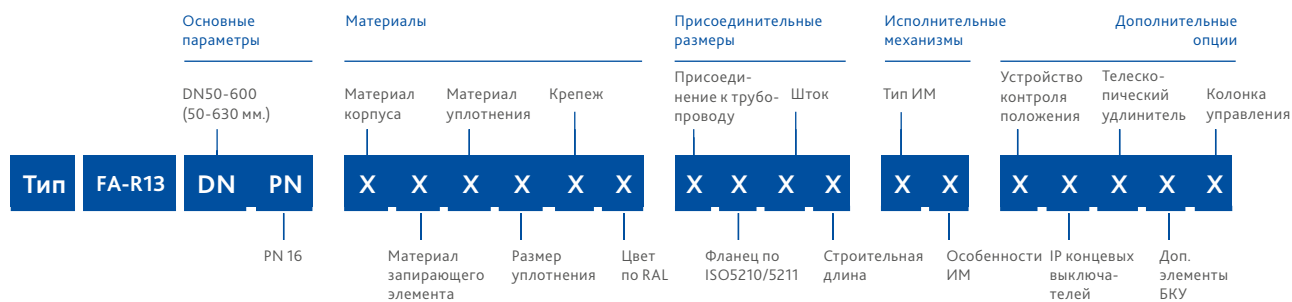 Основные
параметры
Материалы
Присоединительные
размеры
Исполнительные
механизмы
Дополнительные
опции
DN50-600
(50-630 мм.)
Материал
корпуса
Материал
уплотнения
Крепеж
Присоеди-
нение к трубо-
проводу
Шток
Тип ИМ
Устройство
контроля
положения
Телеско-
пический
удлинитель
Колонка
управления
Тип FA-R13 DN PN X X X X X X X X X X X X X X X X X
PN 16
Материал
запирающего
элемента
Размер
уплотнения
Цвет
по RAL
Фланец по
ISO5210/5211
Строительная
длина
Особенности
ИМ
IP концевых
выключа-
телей
Доп.
элементы
БКУ